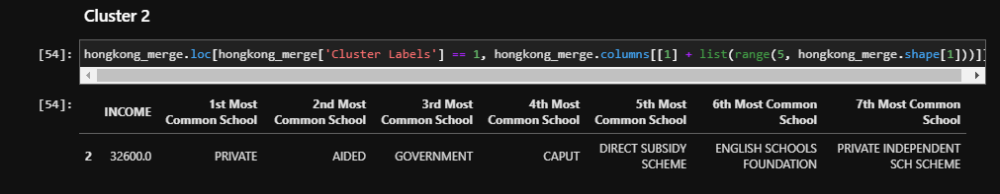 Cluster 2
[54]: hongkong_merge.loc[hongkong_merge['Cluster Labels'] == 1, hongkong_merge.columns[[1] + list(range(5, hongkong_merge.shape[1]))]]
[54]:
INCOME 1st Most Common School 2nd Most Common School 3rd Most Common School 4th Most Common School 5th Most Common School 6th Most Common School 7th Most Common School
2 32600.0 PRIVATE AIDED GOVERNMENT CAPUT DIRECT SUBSIDY SCHEME ENGLISH SCHOOLS FOUNDATION PRIVATE INDEPENDENT SCH SCHEME